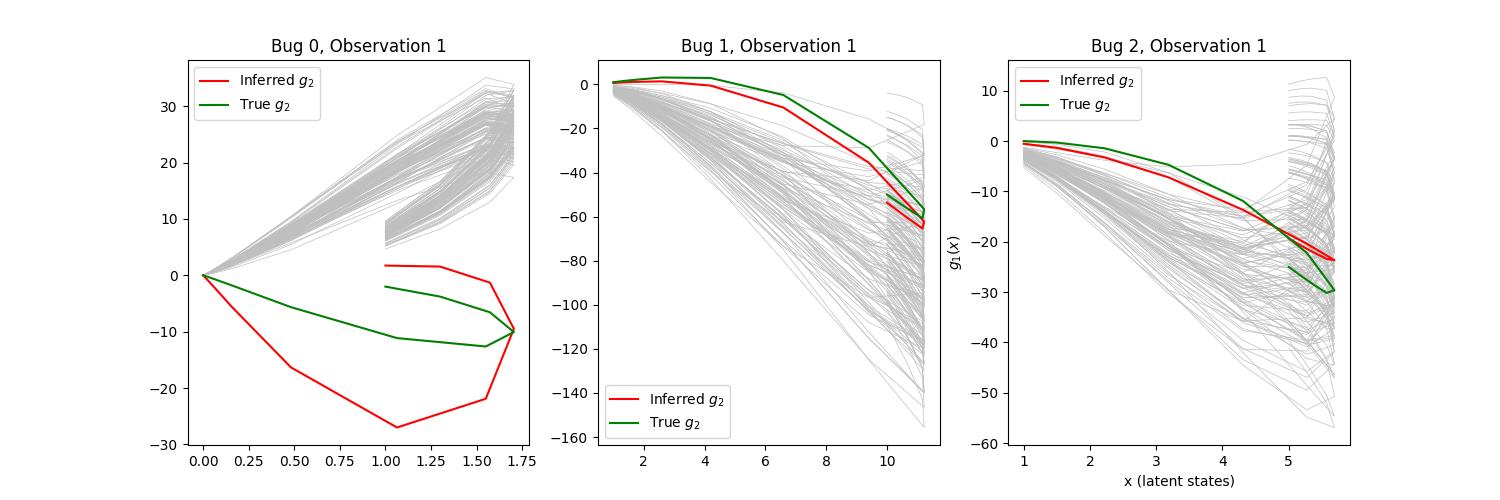 Bug 0, Observation 1
Inferred g₂
True g₂
30
20
10
0
−10
−20
−30
0.00 0.25 0.50 0.75 1.00 1.25 1.50 1.75
Bug 1, Observation 1
0
−20
−40
−60
−80
−100
−120
−140
−160
Inferred g₂
True g₂
2 4 6 8 10
Bug 2, Observation 1
Inferred g₂
True g₂
g₁(x)
10
0
−10
−20
−30
−40
−50
−60
1 2 3 4 5
x (latent states)